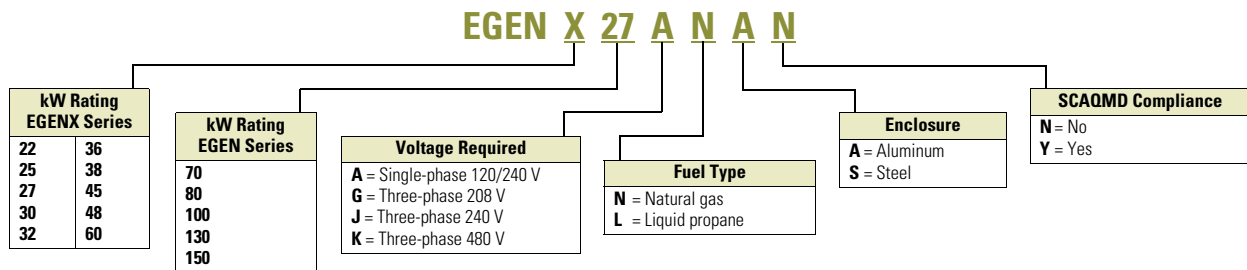 EGEN X 27 A N A N
kW Rating
EGENX Series
22 36
25 38
27 45
30 48
32 60
kW Rating
EGEN Series
70
80
100
130
150
Voltage Required
A = Single-phase 120/240 V
G = Three-phase 208 V
J = Three-phase 240 V
K = Three-phase 480 V
Fuel Type
N = Natural gas
L = Liquid propane
Enclosure
A = Aluminum
S = Steel
SCAQMD Compliance
N = No
Y = Yes